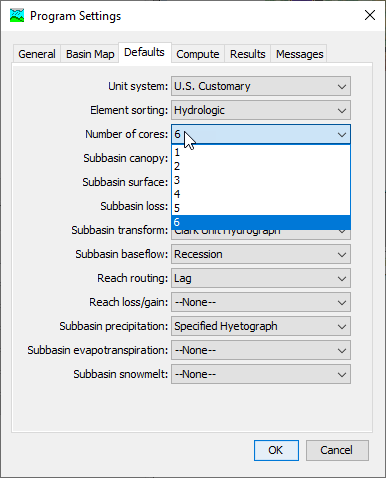 Program Settings
General Basin Map Defaults Compute Results Messages
Unit system: U.S. Customary
Element sorting: Hydrologic
Number of cores: 6
1
Subbasin canopy: 2
3
Subbasin surface: 4
Subbasin loss: 5
6
Subbasin transform: Clark Unit Hydrograph
Subbasin baseflow: Recession
Reach routing: Lag
Reach loss/gain: --None--
Subbasin precipitation: Specified Hyetograph
Subbasin evapotranspiration: --None--
Subbasin snowmelt: --None--
OK Cancel